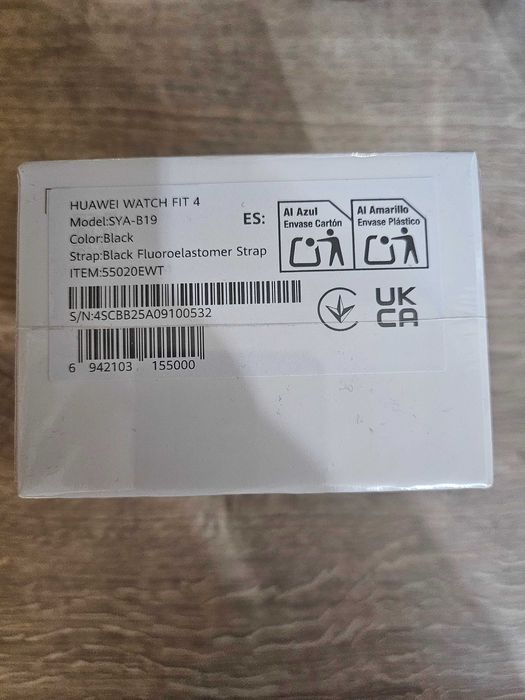 HUAWEI WATCH FIT 4
Model:SYA-B19
Color:Black
Strap:Black Fluoroelastomer Strap
ITEM:55020EWT
S/N:4SCBB25A09100532
6 942103 155000
ES:
Al Azul
Envase Cartón
Al Amarillo
Envase Plástico
UK
CA